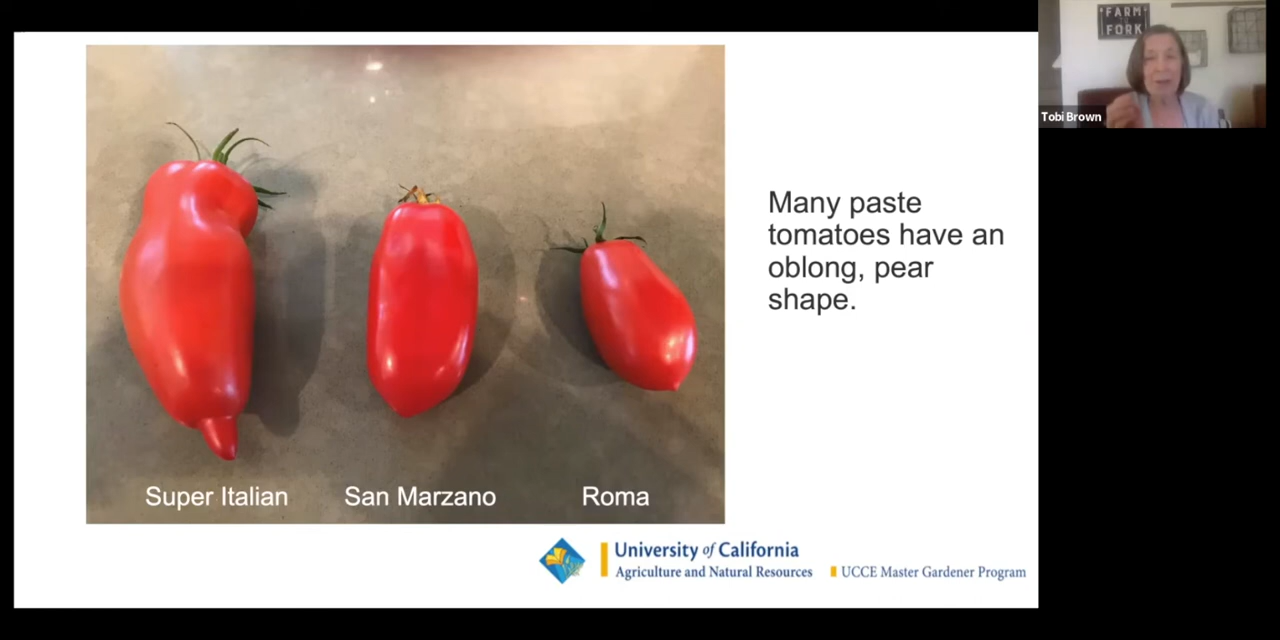 FARM
TO
FORK
Tobi Brown
Many paste
tomatoes have an
oblong, pear
shape.
Super Italian
San Marzano
Roma
University of California
Agriculture and Natural Resources
UCCE Master Gardener Program